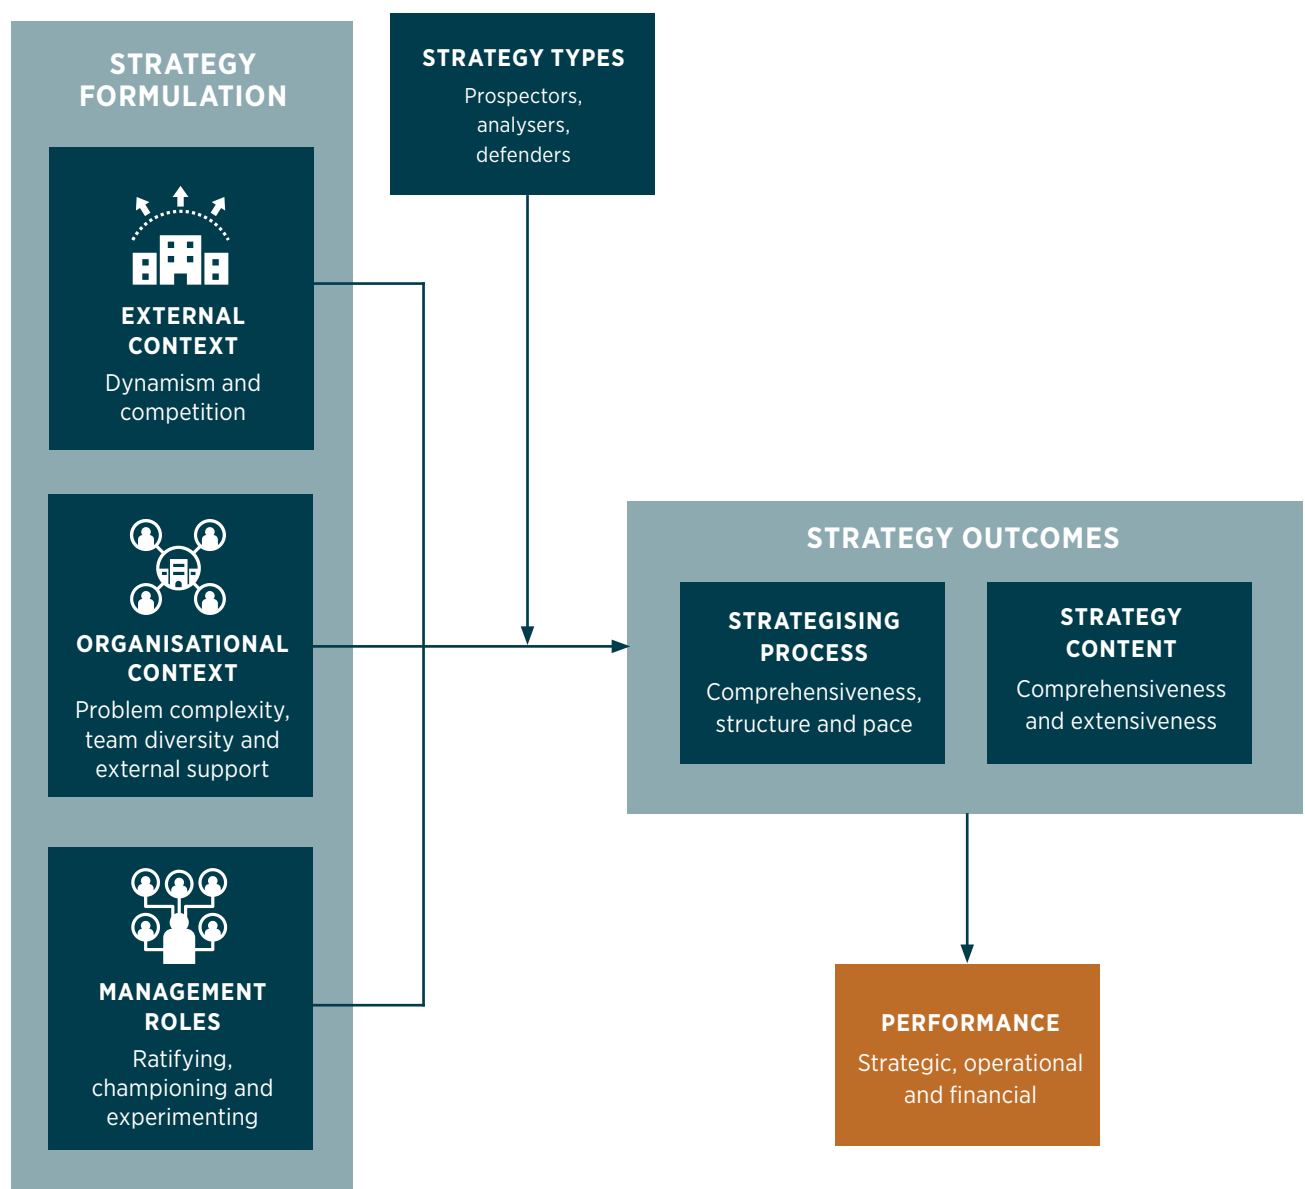 STRATEGY
FORMULATION
EXTERNAL
CONTEXT
Dynamism and
competition
ORGANISATIONAL
CONTEXT
Problem complexity,
team diversity and
external support
MANAGEMENT
ROLES
Ratifying,
championing and
experimenting
STRATEGY TYPES
Prospectors,
analysers,
defenders
STRATEGY OUTCOMES
STRATEGISING
PROCESS
Comprehensiveness,
structure and pace
STRATEGY
CONTENT
Comprehensiveness
and extensiveness
PERFORMANCE
Strategic, operational
and financial